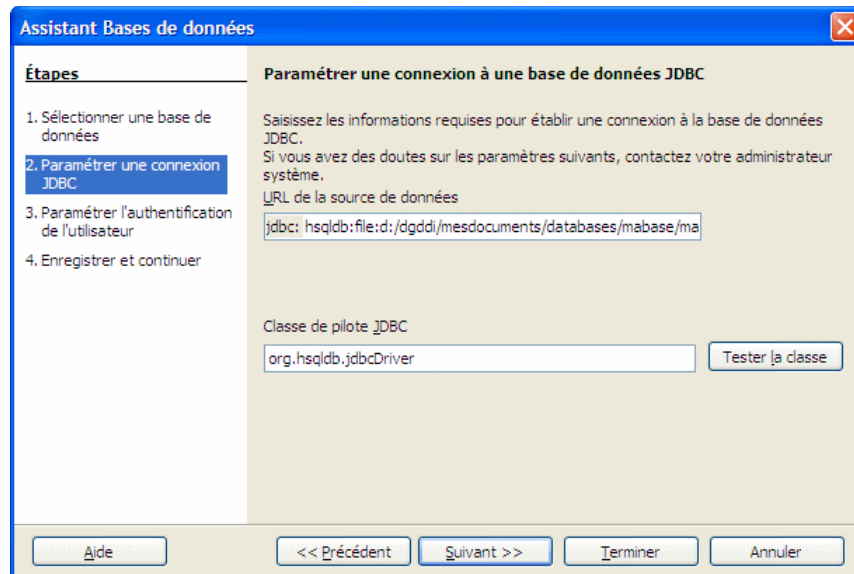 Assistant Bases de données
Étapes
1. Sélectionner une base de
données
2. Paramétrer une connexion
JDBC
3. Paramétrer l'authentification
de l'utilisateur
4. Enregistrer et continuer
Paramétrer une connexion à une base de données JDBC
Saisissez les informations requises pour établir une connexion à la base de données
JDBC.
Si vous avez des doutes sur les paramètres suivants, contactez votre administrateur
système.
URL de la source de données
jdbc: hsqldb:file:d:/dgddi/mesdocuments/databases/mabase/ma
Classe de pilote JDBC
org.hsqldb.jdbcDriver
Tester la classe
Aide
<< Précédent
Suivant >>
Terminer
Annuler